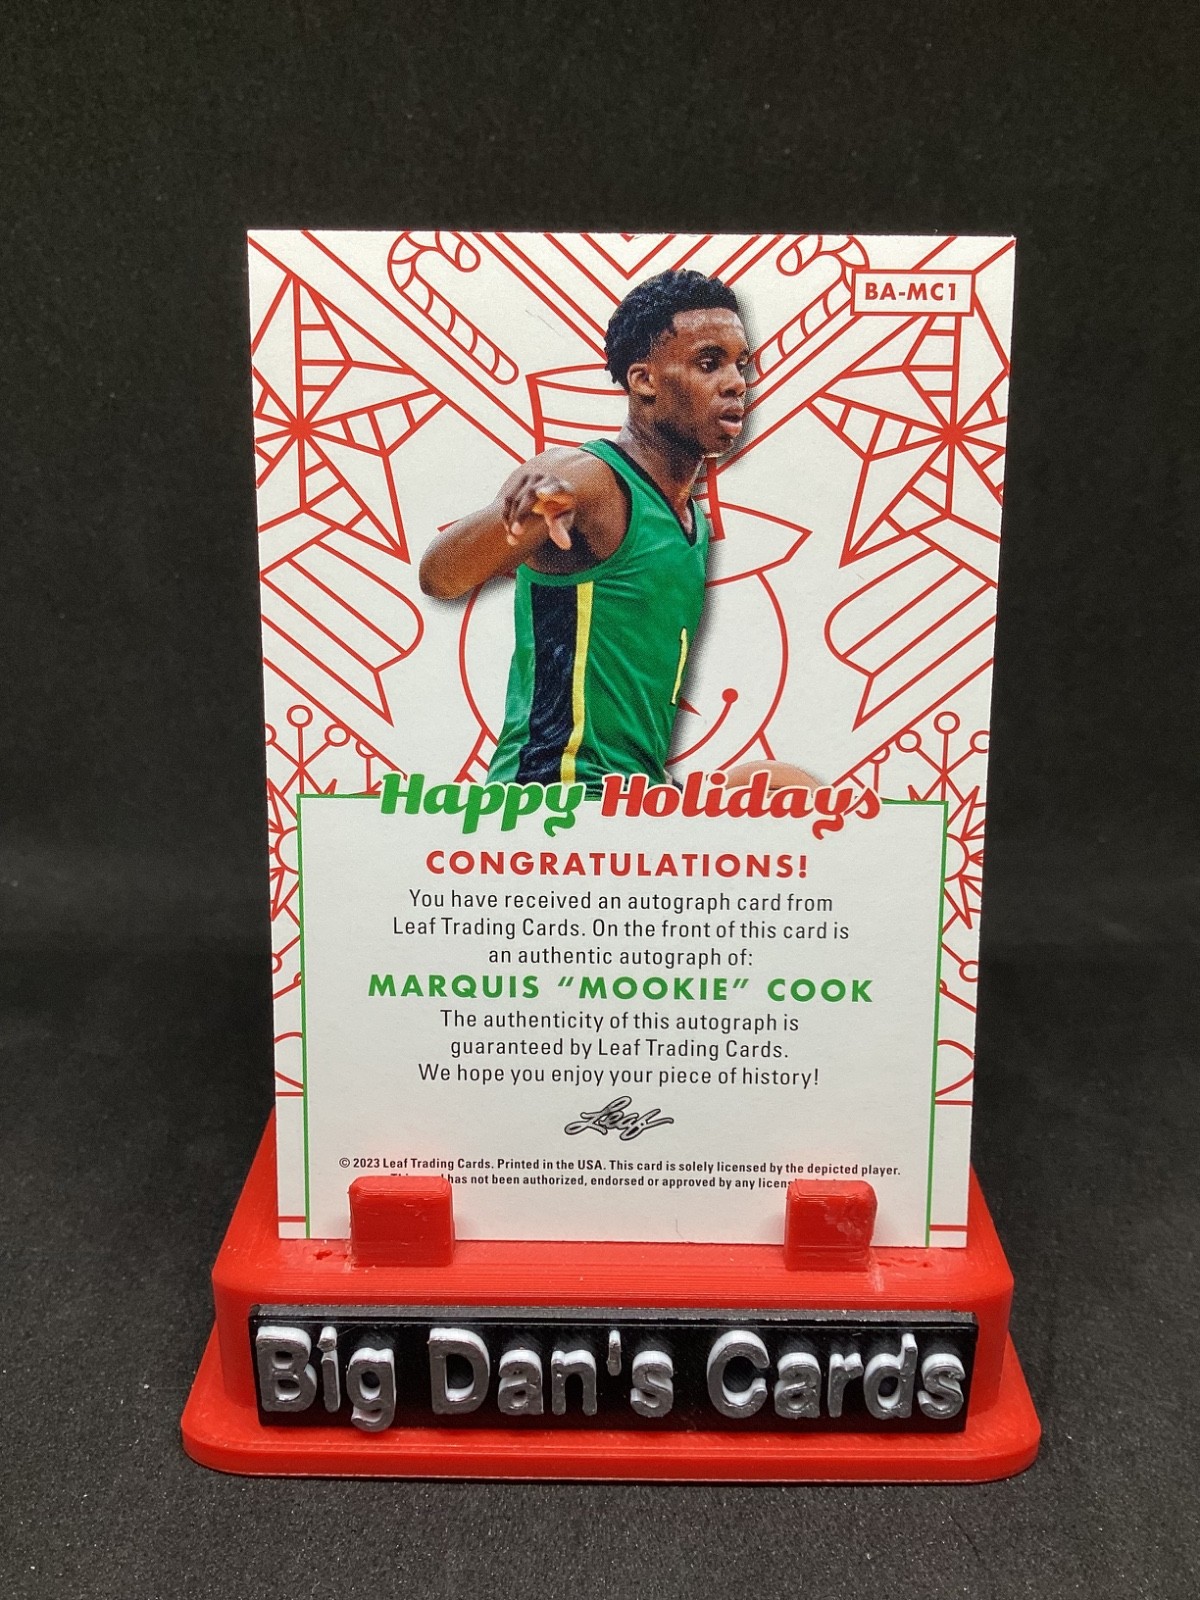 BA-MC1
1
Happy Holidays
CONGRATULATIONS!
You have received an autograph card from
Leaf Trading Cards. On the front of this card is
an authentic autograph of:
MARQUIS “MOOKIE” COOK
The authenticity of this autograph is
guaranteed by Leaf Trading Cards.
We hope you enjoy your piece of history!
Leaf
© 2023 Leaf Trading Cards. Printed in the USA. This card is solely licensed by the depicted player.
has not been authorized, endorsed or approved by any
Big Dan's Cards